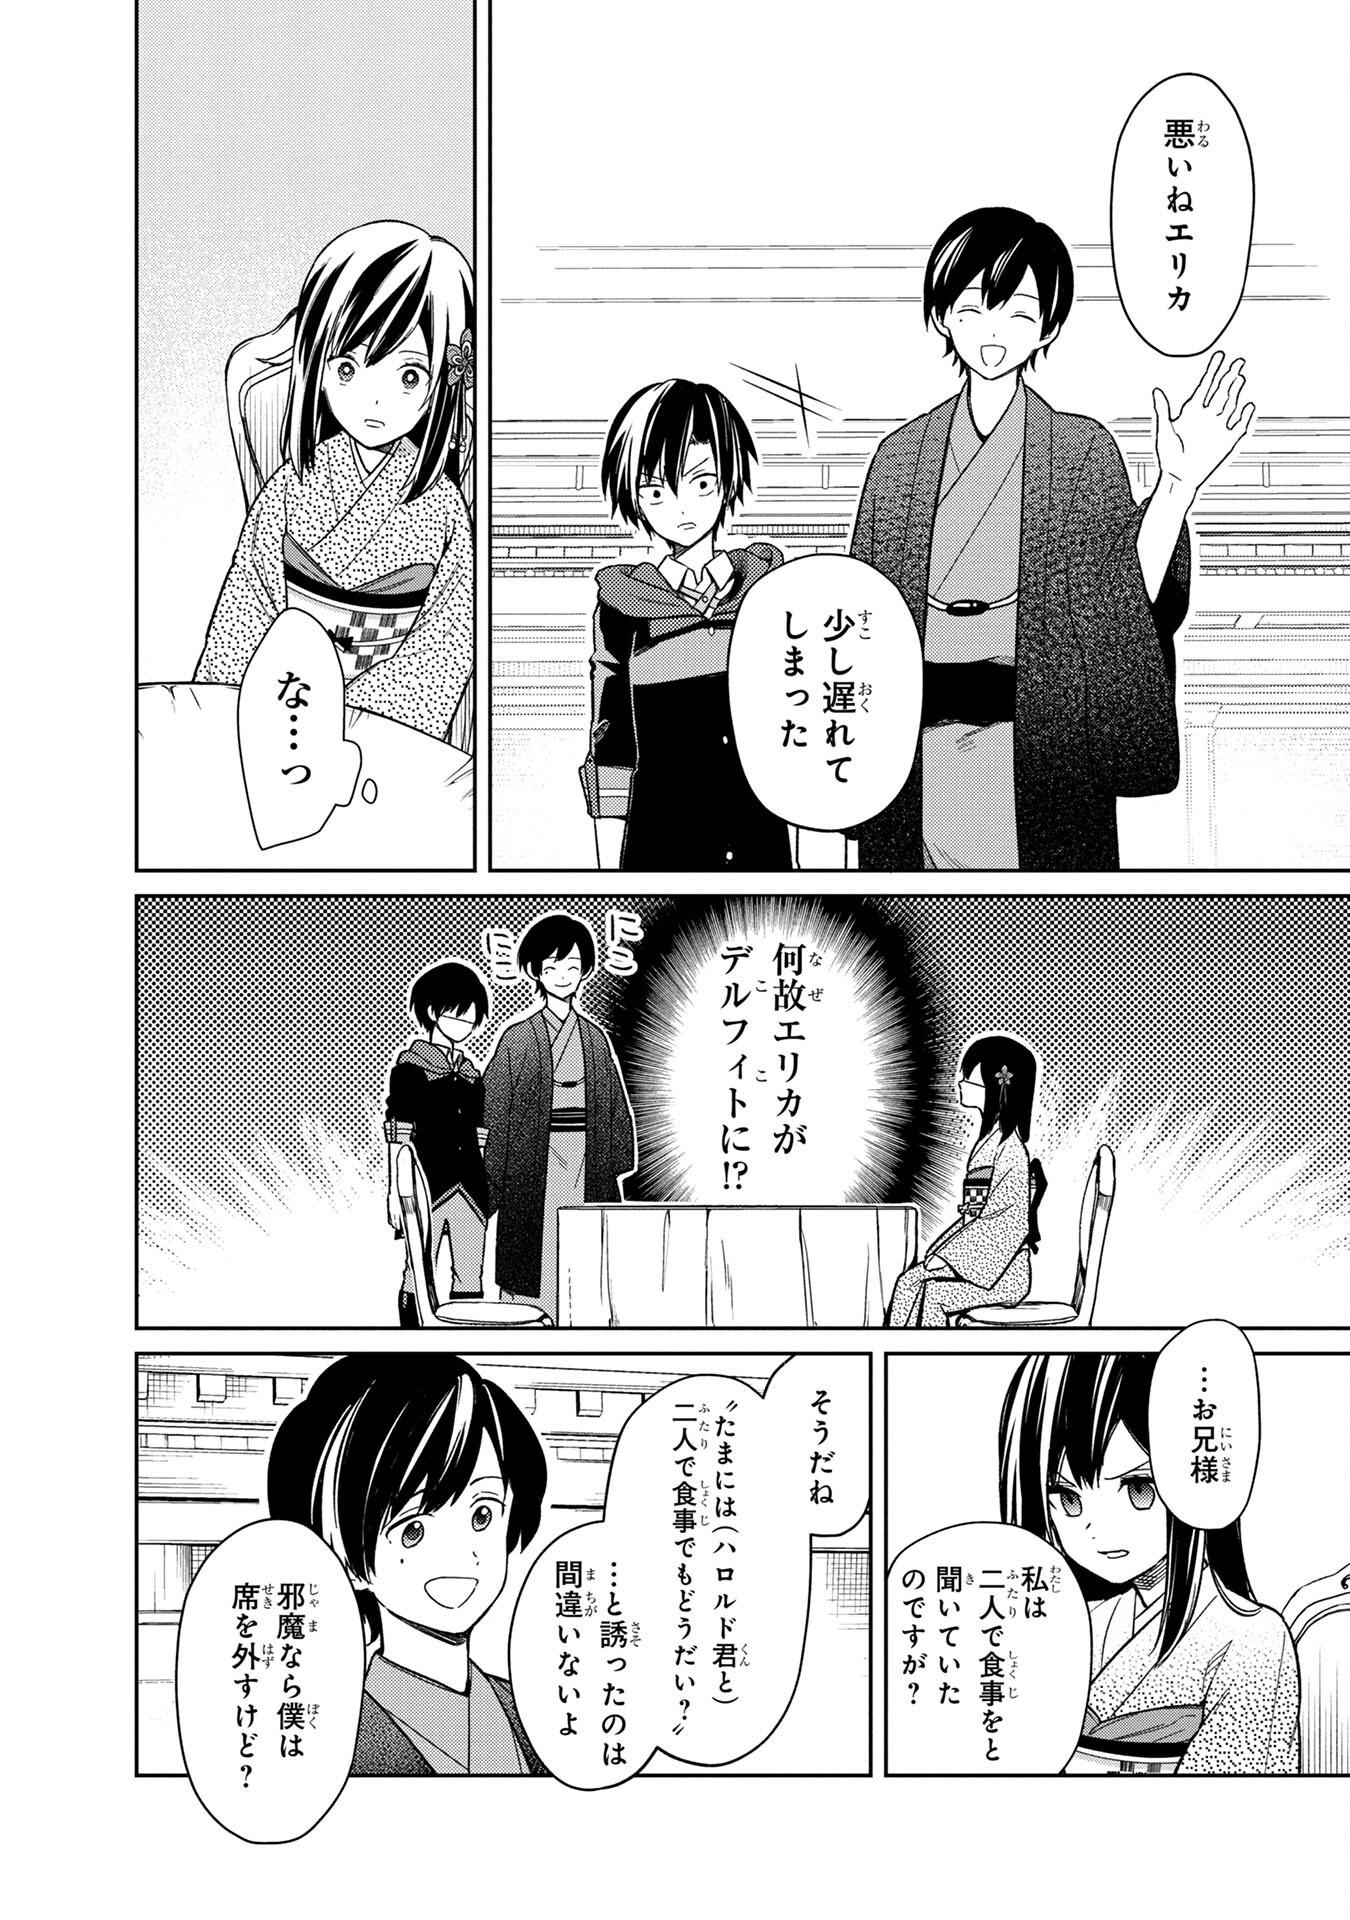 悪いねエリカ
少し遅れて
しまった
な…っ
何故エリカが
デルフィトに!?
ここ
にこ
にこ
…お兄様
私は
二人で食事をと
聞いていた
のですが?
そうだね
〝たまには(ハロルド君と)
二人で食事でもどうだい?〟
…と誘ったのは
間違いないよ
邪魔なら僕は
席を外すけど?